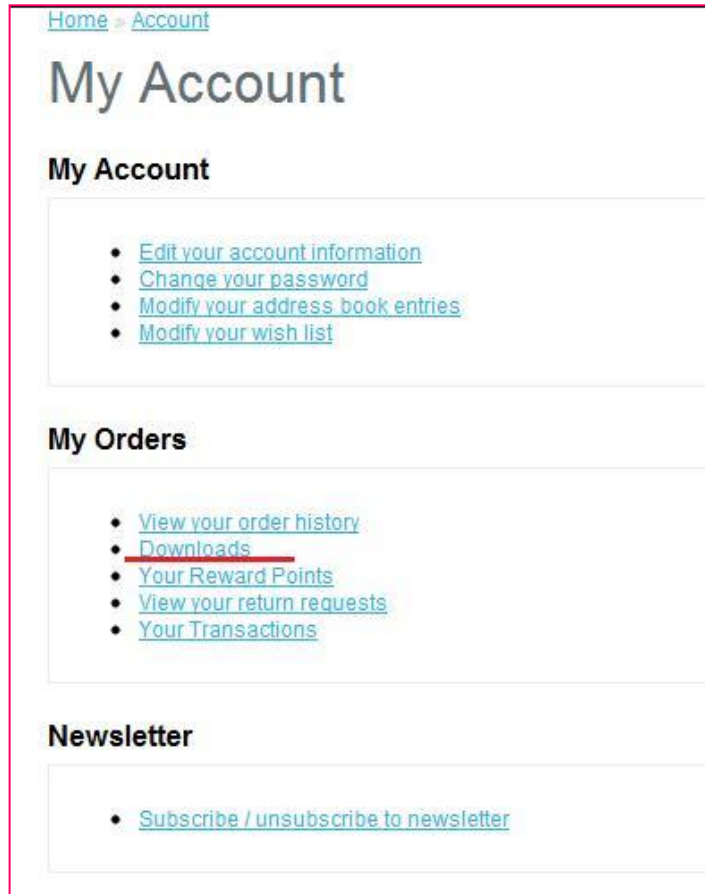 Home » Account
My Account
My Account
Edit your account information
Change your password
Modify your address book entries
Modify your wish list
My Orders
View your order history
Downloads
Your Reward Points
View your return requests
Your Transactions
Newsletter
Subscribe / unsubscribe to newsletter